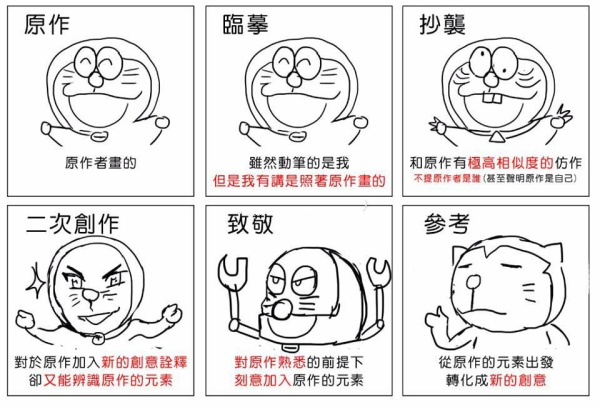 原作
原作者畫的
臨摹
雖然動筆的是我
但是我有講是照著原作畫的
抄襲
和原作有極高相似度的仿作
不提原作者是誰(甚至聲明原作是自己)
二次創作
對於原作加入新的創意詮釋
卻又能辨識原作的元素
致敬
對原作熟悉的前提下
刻意加入原作的元素
參考
從原作的元素出發
轉化成新的創意